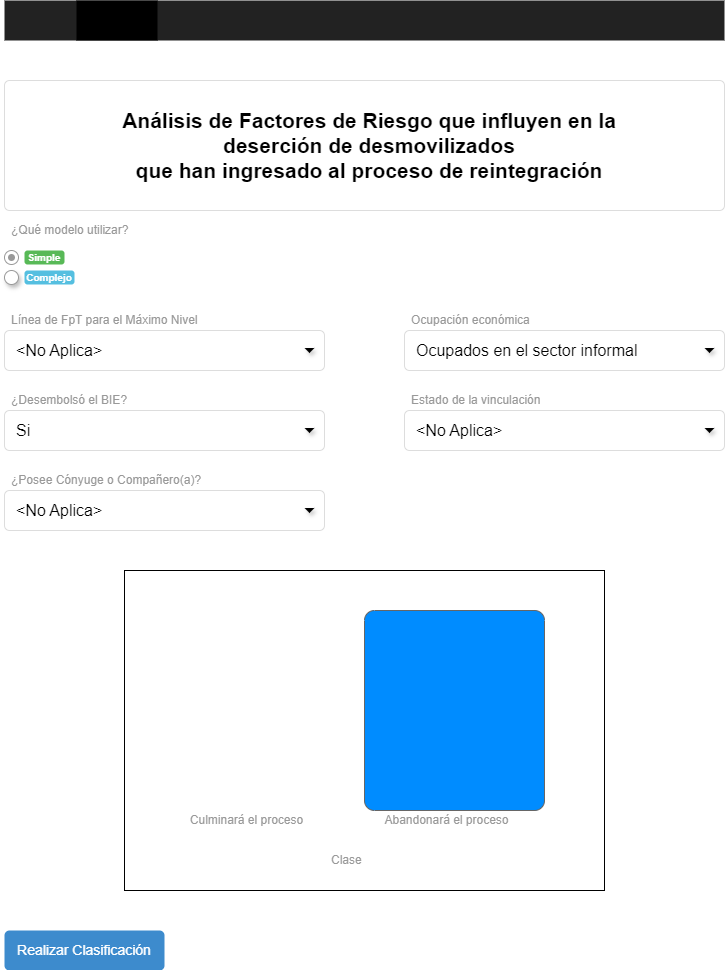 Análisis de Factores de Riesgo que influyen en la
deserción de desmovilizados
que han ingresado al proceso de reintegración
¿Qué modelo utilizar?
Simple
Complejo
Línea de FpT para el Máximo Nivel
Ocupación económica
<No Aplica>
Ocupados en el sector informal
¿Desembolsó el BIE?
Estado de la vinculación
Si
<No Aplica>
¿Posee Cónyuge o Compañero(a)?
<No Aplica>
Culminará el proceso
Abandonará el proceso
Clase
Realizar Clasificación